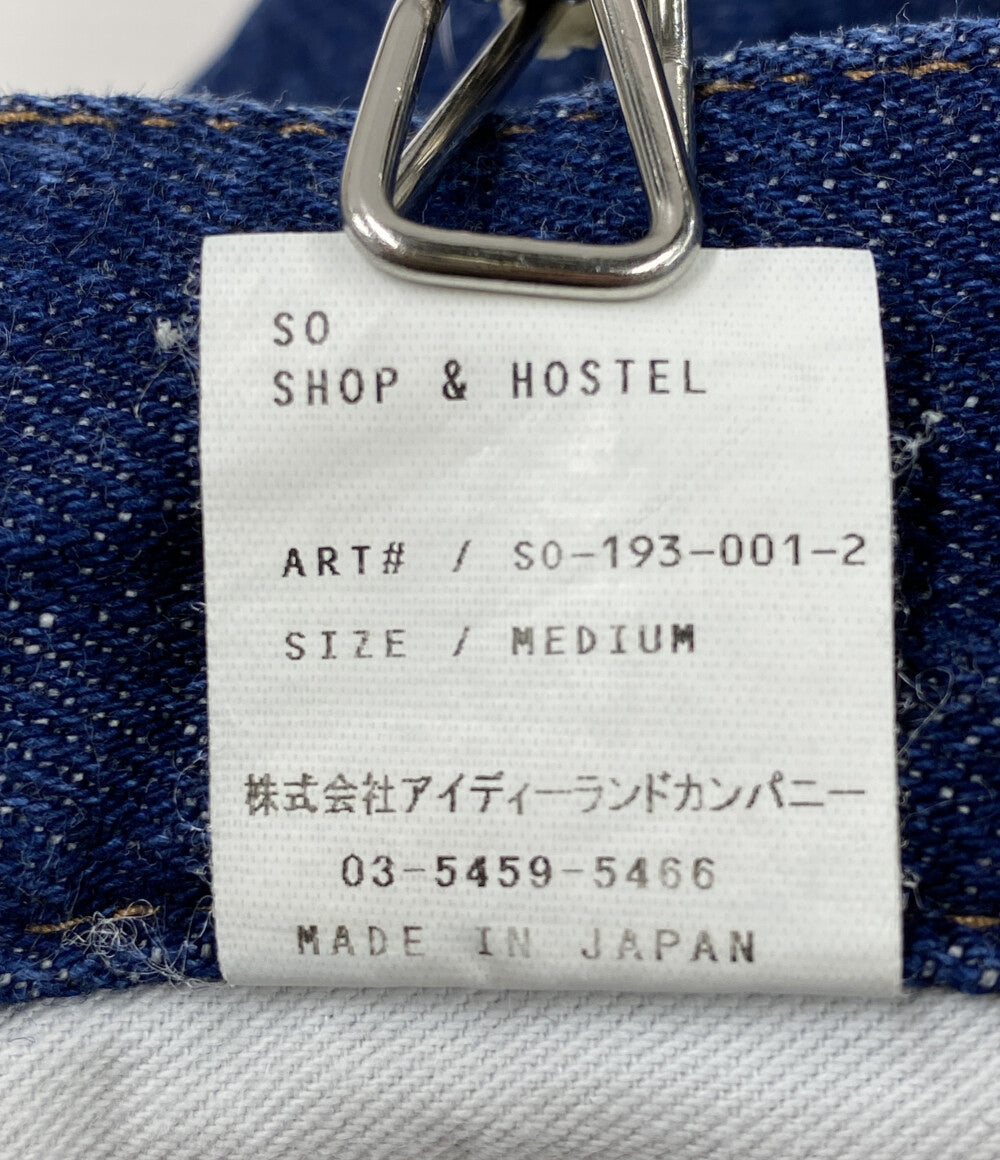 SO
SHOP & HOSTEL
ART# / SO-193-001-2
SIZE / MEDIUM
株式会社アイディーランドカンパニー
03-5459-5466
MADE IN JAPAN